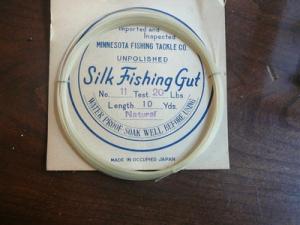 Imported and
Inspected
MINNESOTA FISHING TACKLE CO
UNPOLISHED
Silk Fishing Gut
No. 11 Test 20 Lbs
Length 10 Yds.
Natural
WATER PROOF-SOAK WELL BEFORE USING
MADE IN OCCUPIED JAPAN